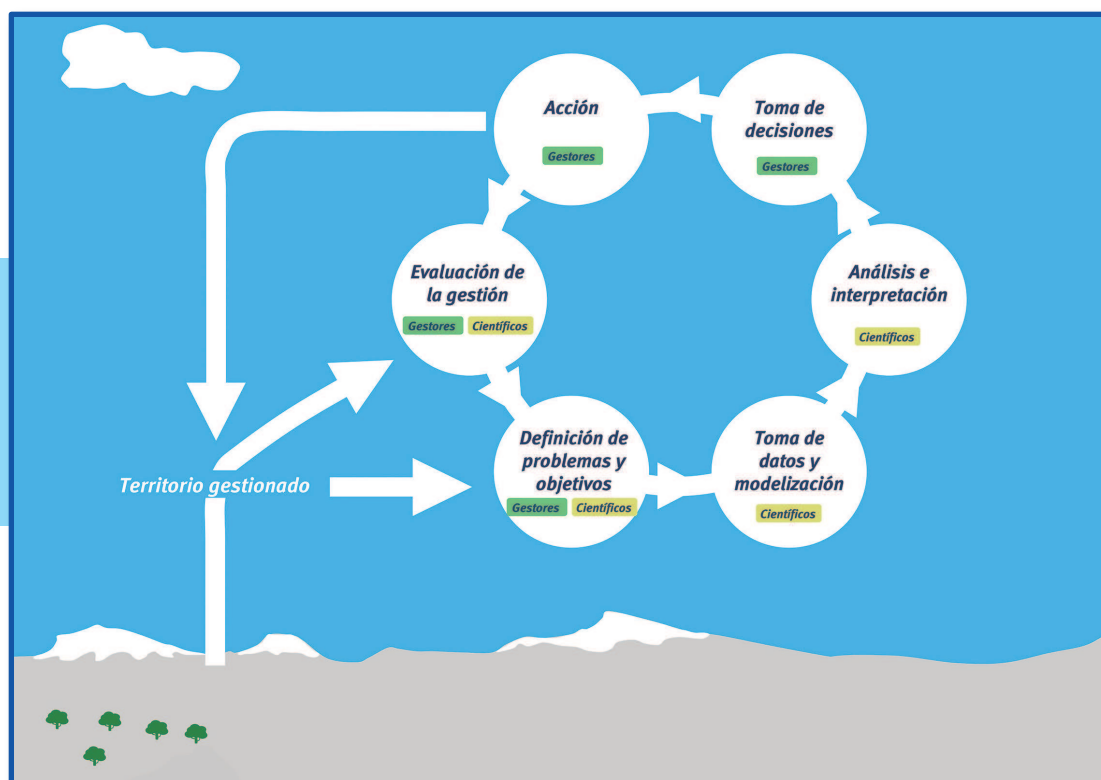 Acción
Gestores
Toma de
decisiones
Gestores
Evaluación de
la gestión
Gestores Científicos
Análisis e
interpretación
Científicos
Definición de
problemas y
objetivos
Gestores Científicos
Toma de
datos y
modelización
Científicos
Territorio gestionado